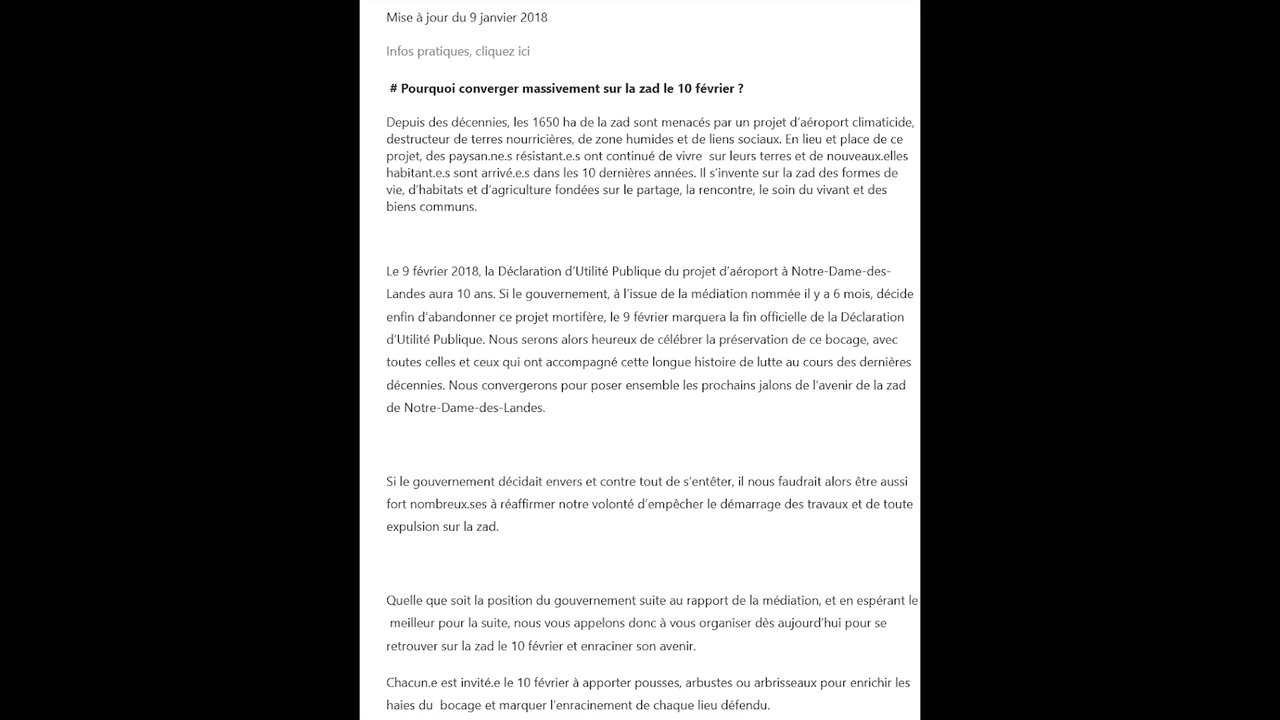 Mise à jour du 9 janvier 2018
Infos pratiques, cliquez ici
# Pourquoi converger massivement sur la zad le 10 février ?
Depuis des décennies, les 1650 ha de la zad sont menacés par un projet d'aéroport climaticide,
destructeur de terres nourricières, de zone humides et de liens sociaux. En lieu et place de ce
projet, des paysan.ne.s résistant.e.s ont continué de vivre  sur leurs terres et de nouveaux.elles
habitant.e.s sont arrivé.e.s dans les 10 dernières années. Il s'invente sur la zad des formes de
vie, d'habitats et d'agriculture fondées sur le partage, la rencontre, le soin du vivant et des
biens communs.
Le 9 février 2018, la Déclaration d'Utilité Publique du projet d'aéroport à Notre-Dame-des-
Landes aura 10 ans. Si le gouvernement, à l'issue de la médiation nommée il y a 6 mois, décide
enfin d'abandonner ce projet mortifère, le 9 février marquera la fin officielle de la Déclaration
d'Utilité Publique. Nous serons alors heureux de célébrer la préservation de ce bocage, avec
toutes celles et ceux qui ont accompagné cette longue histoire de lutte au cours des dernières
décennies. Nous convergerons pour poser ensemble les prochains jalons de l'avenir de la zad
de Notre-Dame-des-Landes.
Si le gouvernement décidait envers et contre tout de s'entêter, il nous faudrait alors être aussi
fort nombreux.ses à réaffirmer notre volonté d'empêcher le démarrage des travaux et de toute
expulsion sur la zad.
Quelle que soit la position du gouvernement suite au rapport de la médiation, et en espérant le
meilleur pour la suite, nous vous appelons donc à vous organiser dès aujourd'hui pour se
retrouver sur la zad le 10 février et enraciner son avenir.
Chacun.e est invité.e le 10 février à apporter pousses, arbustes ou arbrisseaux pour enrichir les
haies du  bocage et marquer l'enracinement de chaque lieu défendu.